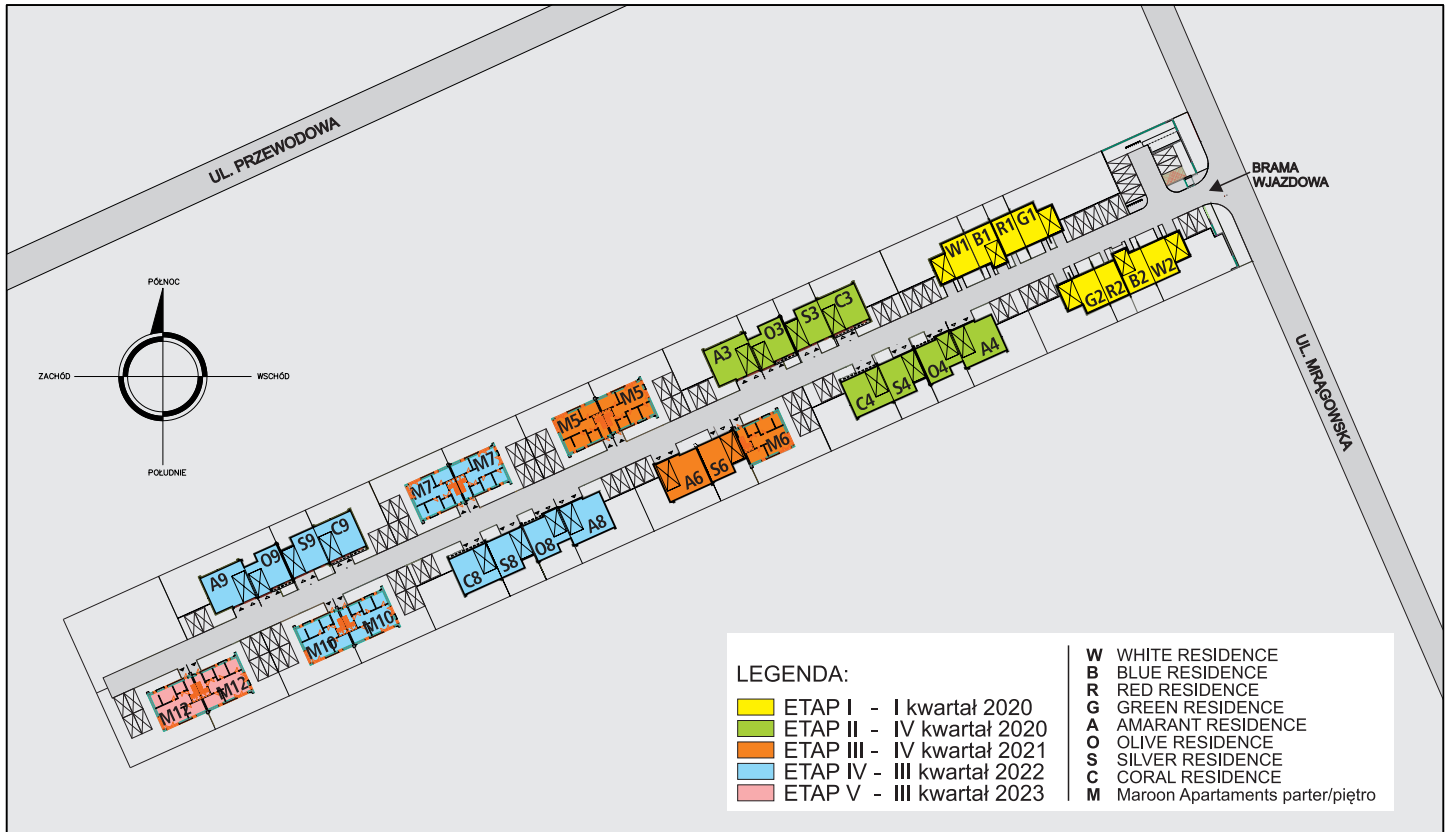 UL. PRZEWODOWA
BRAMA
WJAZDOWA
UL. MRĄGOWSKA
PÓŁNOC
ZACHÓD
WSCHÓD
POŁUDNIE
W1
B1
R1
G1
G2
R2
B2
W2
A3
O3
S3
C3
C4
S4
O4
A4
M5
M5
A6
S6
M6
M7
M7
C8
S8
O8
A8
A9
O9
S9
C9
M10
M10
M12
M12
LEGENDA:
ETAP I - I kwartał 2020
ETAP II - IV kwartał 2020
ETAP III - IV kwartał 2021
ETAP IV - III kwartał 2022
ETAP V - III kwartał 2023
W WHITE RESIDENCE
B BLUE RESIDENCE
R RED RESIDENCE
G GREEN RESIDENCE
A AMARANT RESIDENCE
O OLIVE RESIDENCE
S SILVER RESIDENCE
C CORAL RESIDENCE
M Maroon Apartaments parter/piętro